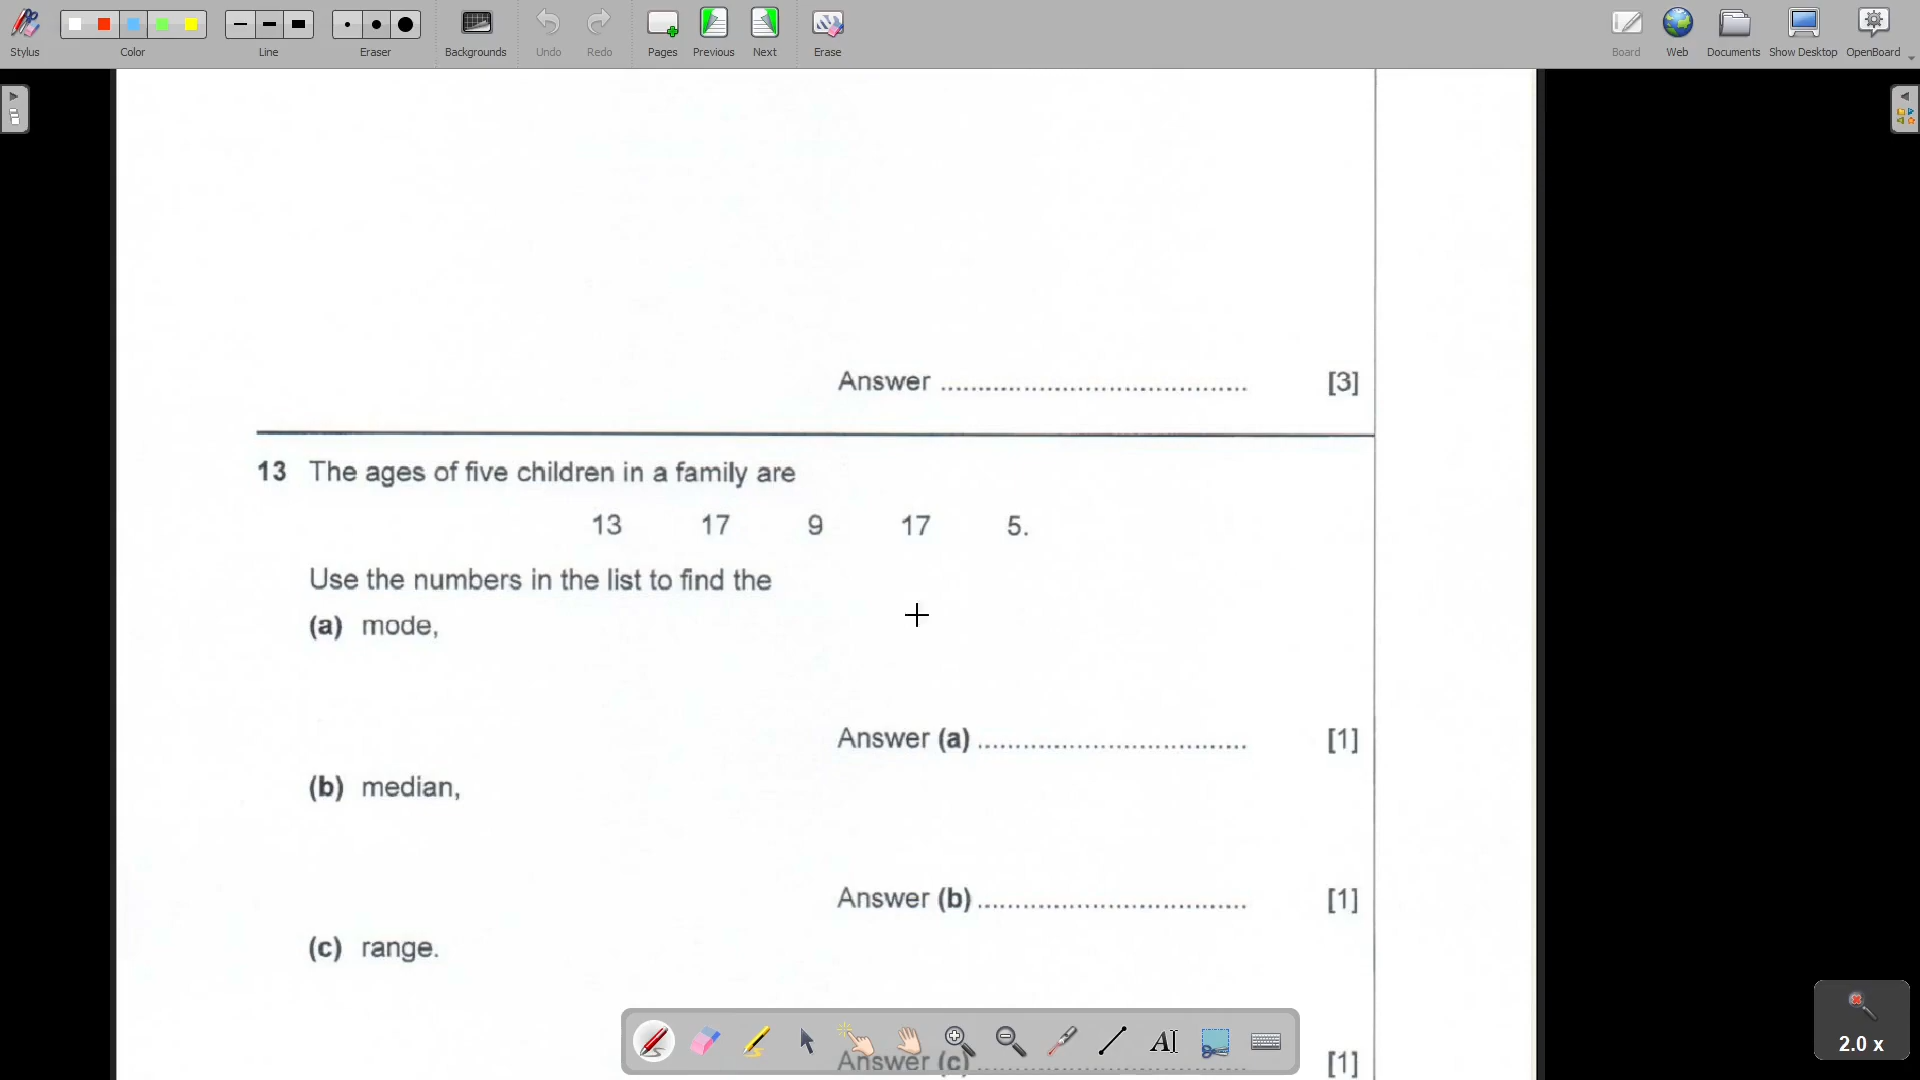 Stylus Color Line Eraser Backgrounds Undo Redo Pages Previous Next Erase Board Web Documents Show Desktop OpenBoard
Answer ........................................ [3]
13 The ages of five children in a family are
13 17 9 17 5.
Use the numbers in the list to find the
(a) mode,
Answer (a) ................................... [1]
(b) median,
Answer (b) ................................... [1]
(c) range.
Answer (c) ................................... [1]
2.0 x